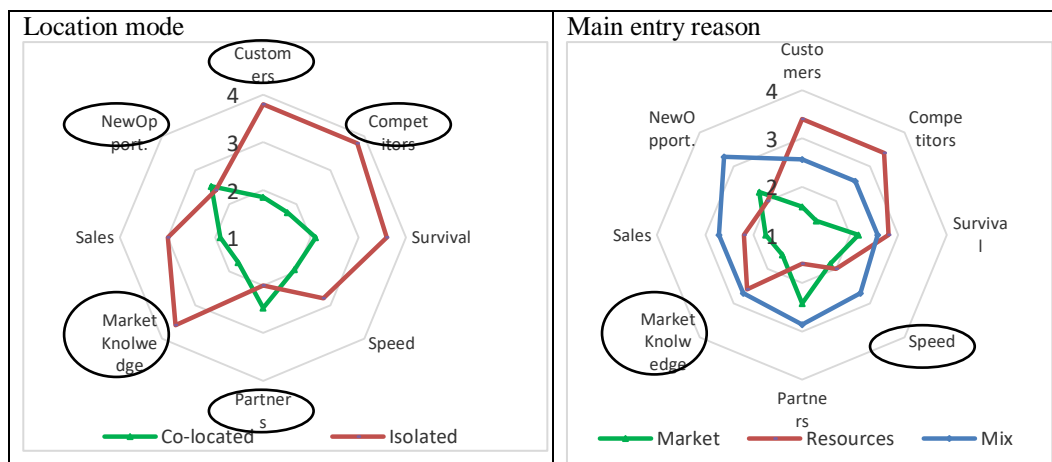 Location mode
Custom
ers
4
NewOp
port.
Compet
itors
3
2
Sales
1
Survival
Market
Knolwe
dge
Speed
Partner
s
Co-located
Isolated
Main entry reason
Custo
mers
4
NewO
pport.
Compe
titors
3
2
Sales
1
Surviva
l
Market
Knolw
edge
Speed
Partne
rs
Market
Resources
Mix